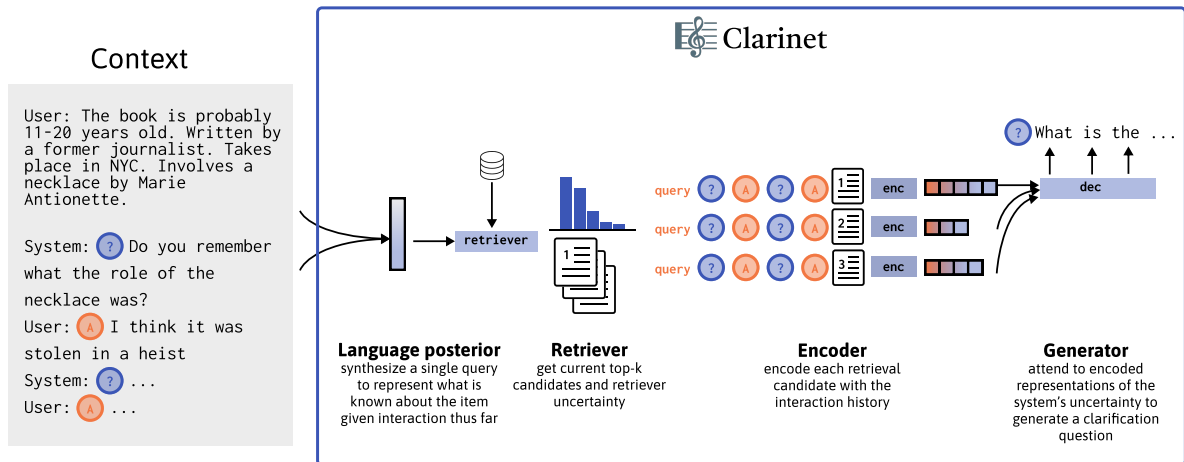 Clarinet
Context
User: The book is probably
11-20 years old. Written by
a former journalist. Takes
place in NYC. Involves a
necklace by Marie
Antionette.
System: ? Do you remember
what the role of the
necklace was?
User: A I think it was
stolen in a heist
System: ? ...
User: A ...
retriever
1
query ? A ? A 1 enc
query ? A ? A 2 enc
query ? A ? A 3 enc
? What is the ...
dec
Language posterior
synthesize a single query
to represent what is
known about the item
given interaction thus far
Retriever
get current top-k
candidates and retriever
uncertainty
Encoder
encode each retrieval
candidate with the
interaction history
Generator
attend to encoded
representations of the
system's uncertainty to
generate a clarification
question